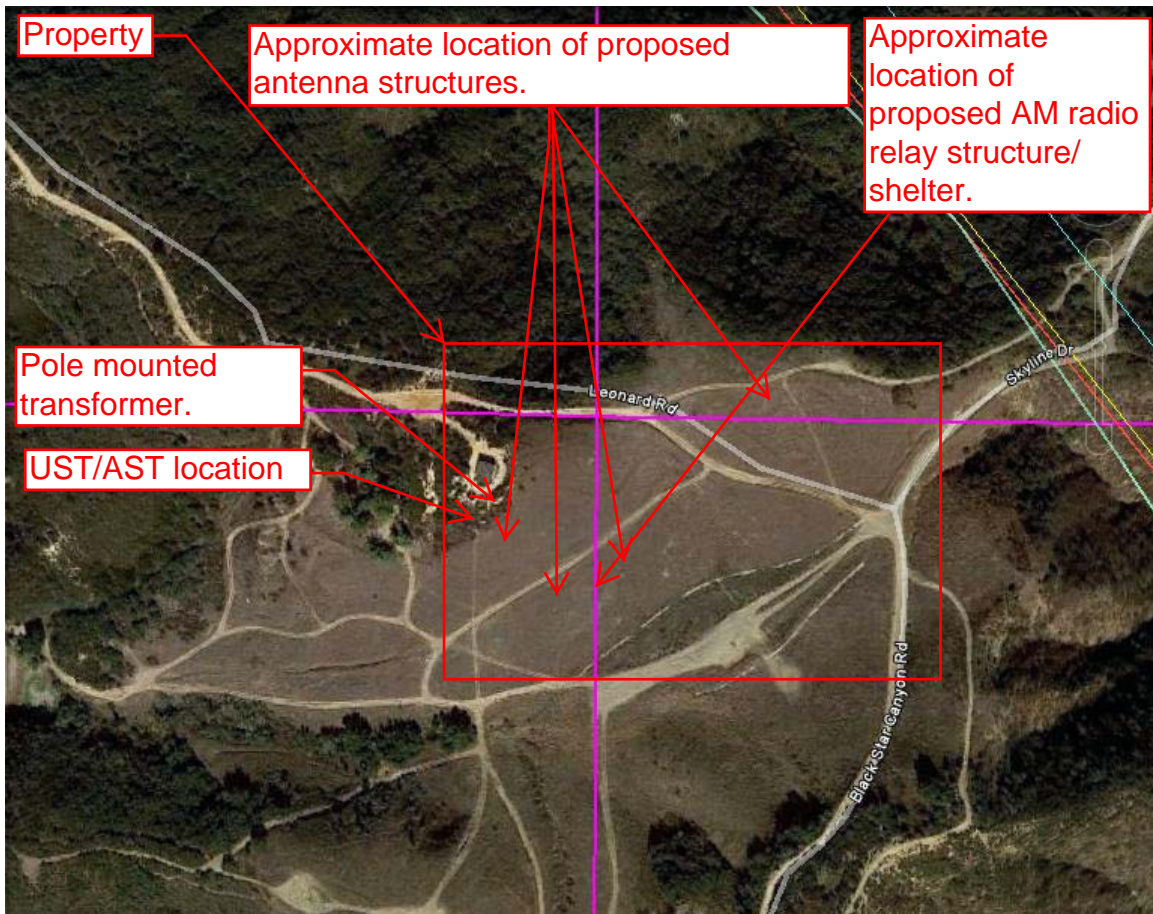 Property
Approximate location of proposed
antenna structures.
Approximate
location of
proposed AM radio
relay structure/
shelter.
Pole mounted
transformer.
UST/AST location
Leonard Rd
Skyline Dr
Black Star Canyon Rd